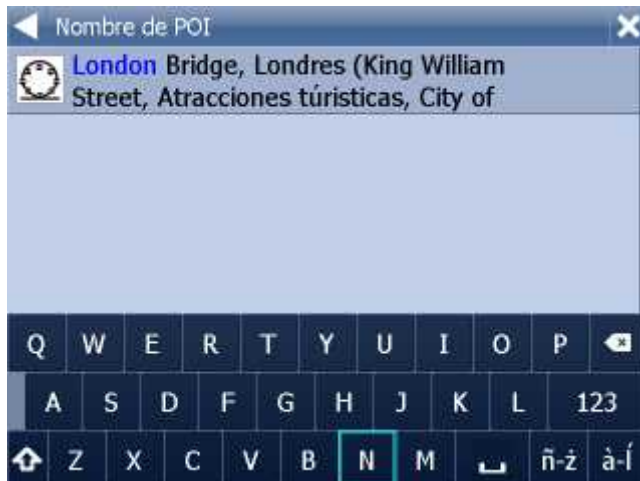 Nombre de POI
London Bridge, Londres (King William
Street, Atracciones túristicas, City of
Q W E R T Y U I O P
A S D F G H J K L 123
Z X C V B N M ñ-ż à-Í